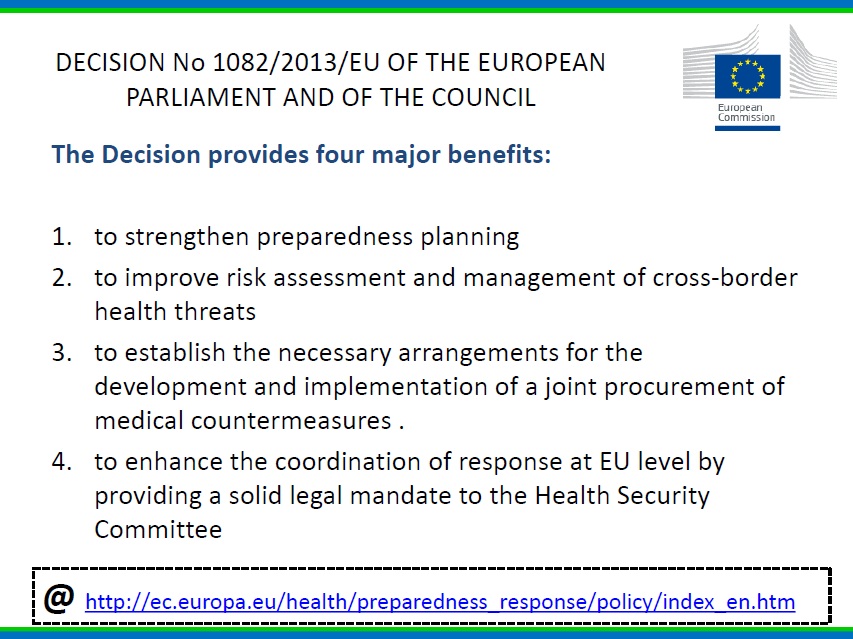 DECISION No 1082/2013/EU OF THE EUROPEAN
PARLIAMENT AND OF THE COUNCIL
European
Commission
The Decision provides four major benefits:
1. to strengthen preparedness planning
2. to improve risk assessment and management of cross-border
health threats
3. to establish the necessary arrangements for the
development and implementation of a joint procurement of
medical countermeasures .
4. to enhance the coordination of response at EU level by
providing a solid legal mandate to the Health Security
Committee
@ http://ec.europa.eu/health/preparedness_response/policy/index_en.htm